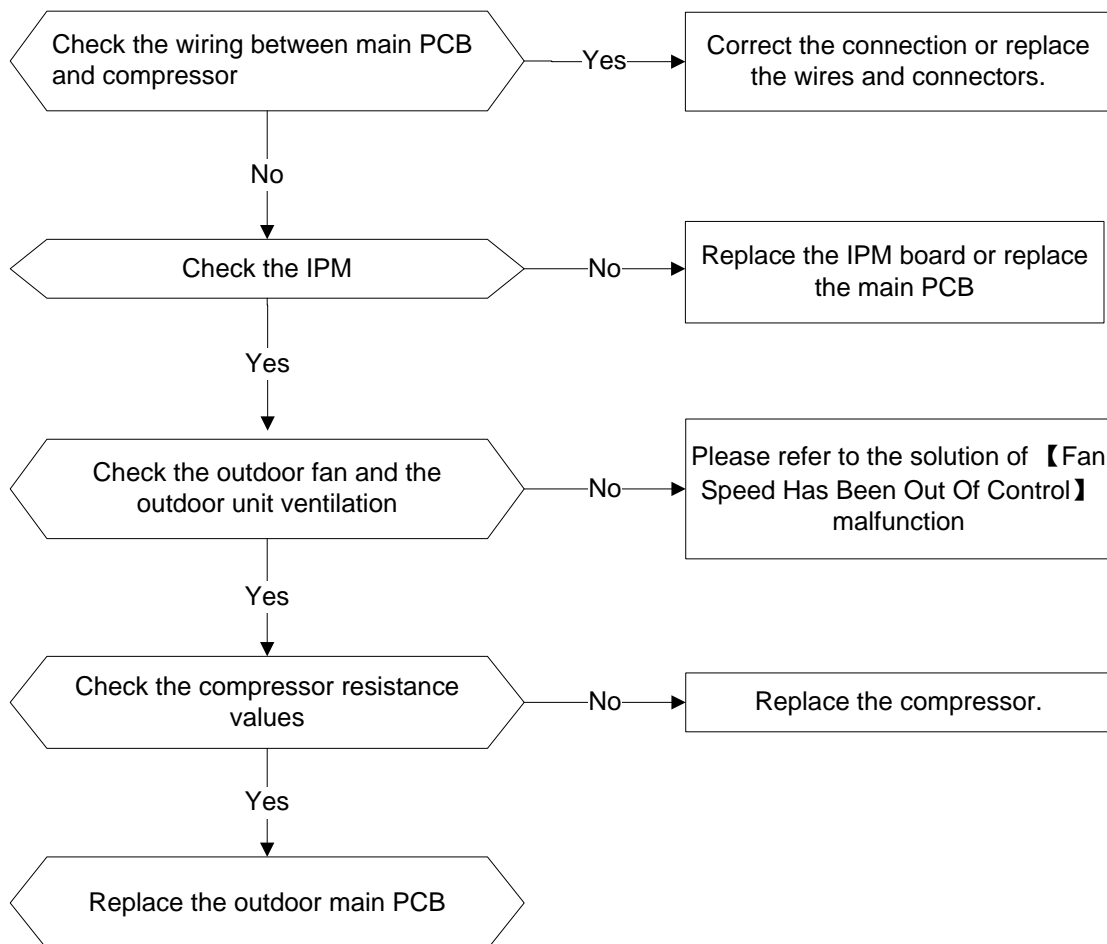 Check the wiring between main PCB
and compressor
Yes
Correct the connection or replace
the wires and connectors.
No
Check the IPM
No
Replace the IPM board or replace
the main PCB
Yes
Check the outdoor fan and the
outdoor unit ventilation
No
Please refer to the solution of 【Fan
Speed Has Been Out Of Control】
malfunction
Yes
Check the compressor resistance
values
No
Replace the compressor.
Yes
Replace the outdoor main PCB